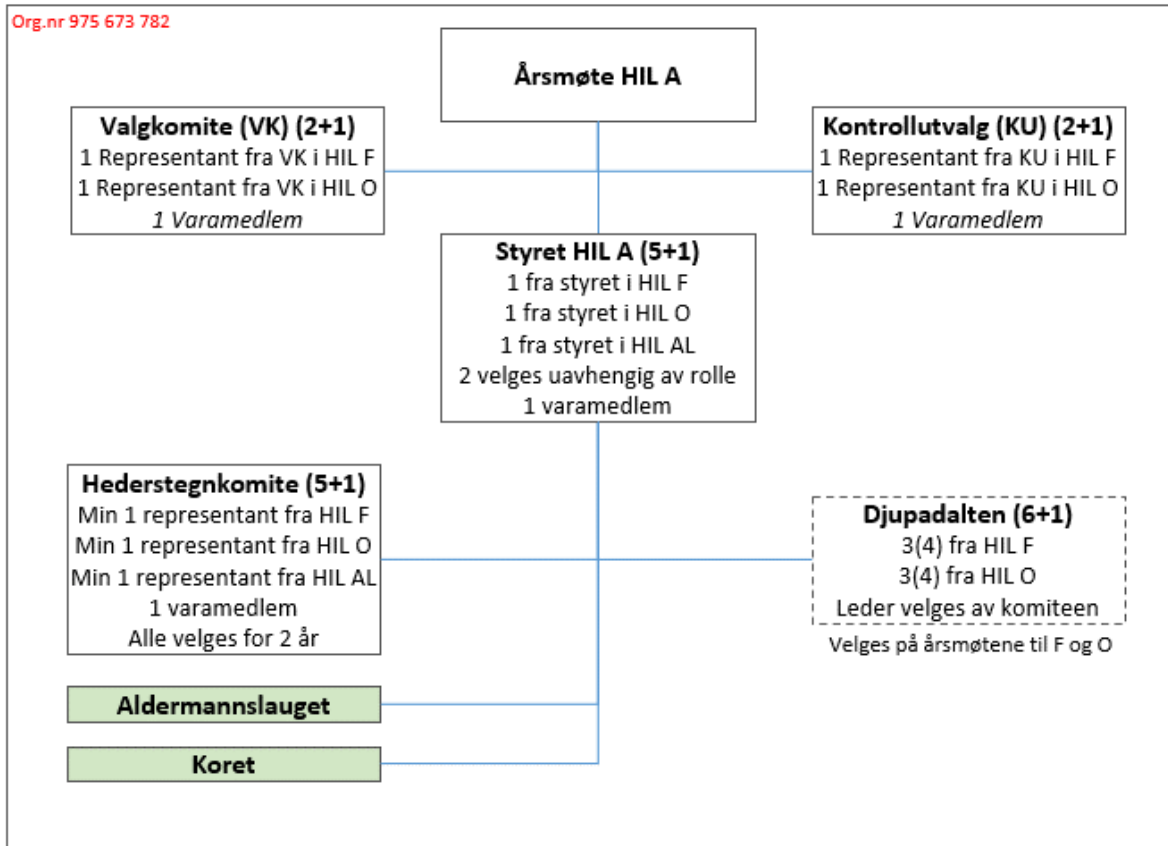 Org.nr 975 673 782
Årsmøte HIL A
Valgkomite (VK) (2+1)
1 Representant fra VK i HIL F
1 Representant fra VK i HIL O
1 Varamedlem
Kontrollutvalg (KU) (2+1)
1 Representant fra KU i HIL F
1 Representant fra KU i HIL O
1 Varamedlem
Styret HIL A (5+1)
1 fra styret i HIL F
1 fra styret i HIL O
1 fra styret i HIL AL
2 velges uavhengig av rolle
1 varamedlem
Hederstegnkomite (5+1)
Min 1 representant fra HIL F
Min 1 representant fra HIL O
Min 1 representant fra HIL AL
1 varamedlem
Alle velges for 2 år
Djupadalten (6+1)
3(4) fra HIL F
3(4) fra HIL O
Leder velges av komiteen
Velges på årsmøtene til F og O
Aldermannslauget
Koret